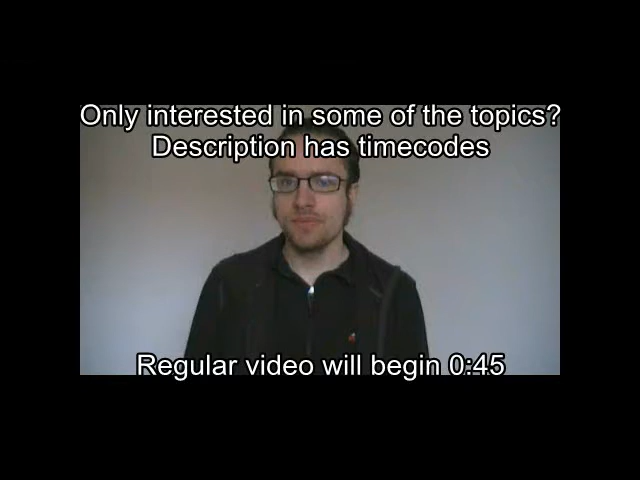 Only interested in some of the topics?
Description has timecodes
Regular video will begin 0:45